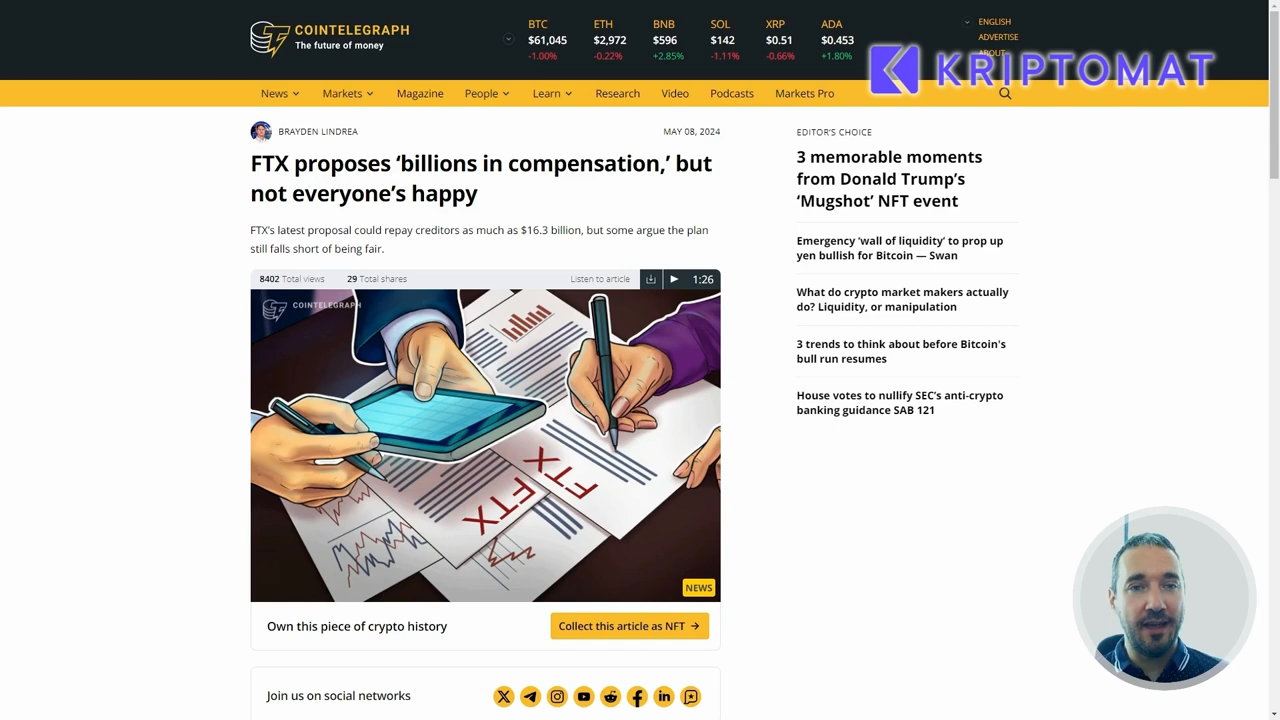 COINTELEGRAPH
The future of money
BTC ETH BNB SOL XRP ADA
$61,045 $2,972 $596 $142 $0.51 $0.453
-1.00% -0.22% +2.85% -1.11% -0.66% +1.80%
ENGLISH
ADVERTISE
ABOUT
KRIPTOMAT
News Markets Magazine People Learn Research Video Podcasts Markets Pro
BRAYDEN LINDREA MAY 08, 2024
FTX proposes ‘billions in compensation,’ but
not everyone’s happy
FTX’s latest proposal could repay creditors as much as $16.3 billion, but some argue the plan
still falls short of being fair.
8402 Total views 29 Total shares Listen to article 1:26
COINTELEGRAPH
FTX
FTX
NEWS
Own this piece of crypto history Collect this article as NFT →
Join us on social networks
EDITOR’S CHOICE
3 memorable moments
from Donald Trump’s
‘Mugshot’ NFT event
Emergency ‘wall of liquidity’ to prop up
yen bullish for Bitcoin — Swan
What do crypto market makers actually
do? Liquidity, or manipulation
3 trends to think about before Bitcoin's
bull run resumes
House votes to nullify SEC’s anti-crypto
banking guidance SAB 121